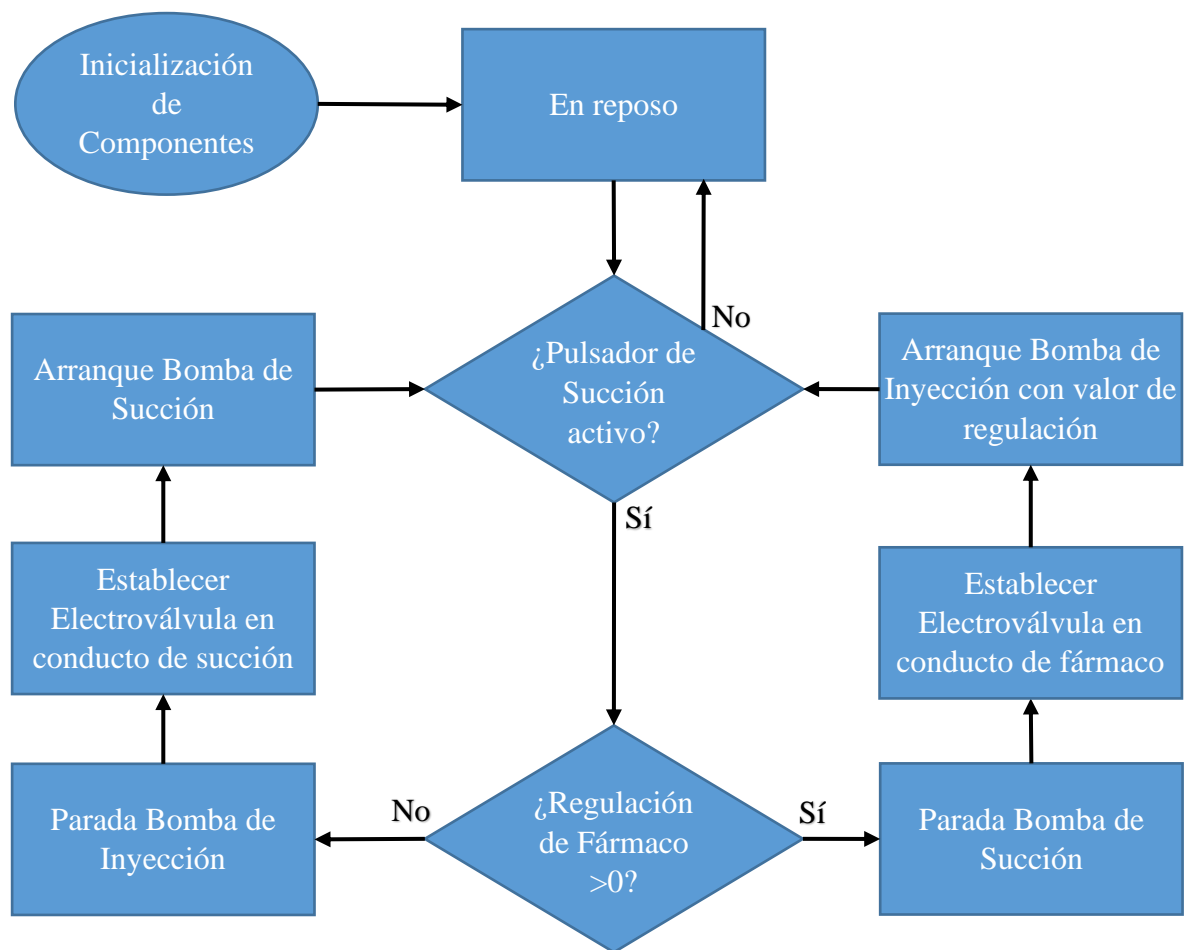 Inicialización
de
Componentes
En reposo
No
¿Pulsador de
Succión
activo?
Sí
Arranque Bomba de
Succión
Arranque Bomba de
Inyección con valor de
regulación
Establecer
Electroválvula en
conducto de succión
Establecer
Electroválvula en
conducto de fármaco
Parada Bomba de
Inyección
No
¿Regulación
de Fármaco
>0?
Sí
Parada Bomba de
Succión